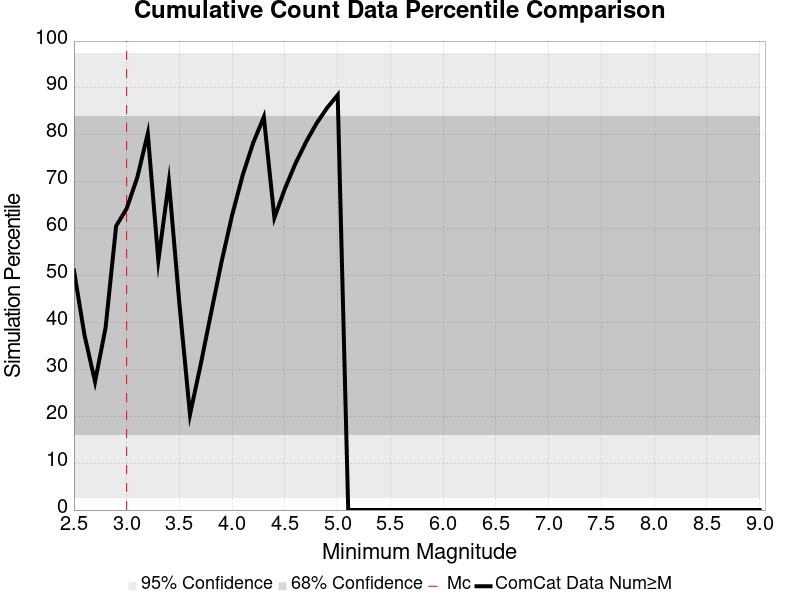 Cumulative Count Data Percentile Comparison
100
90
80
70
60
50
40
30
20
10
0
Simulation Percentile
2.5 3.0 3.5 4.0 4.5 5.0 5.5 6.0 6.5 7.0 7.5 8.0 8.5 9.0
Minimum Magnitude
95% Confidence 68% Confidence Mc ComCat Data Num≥M